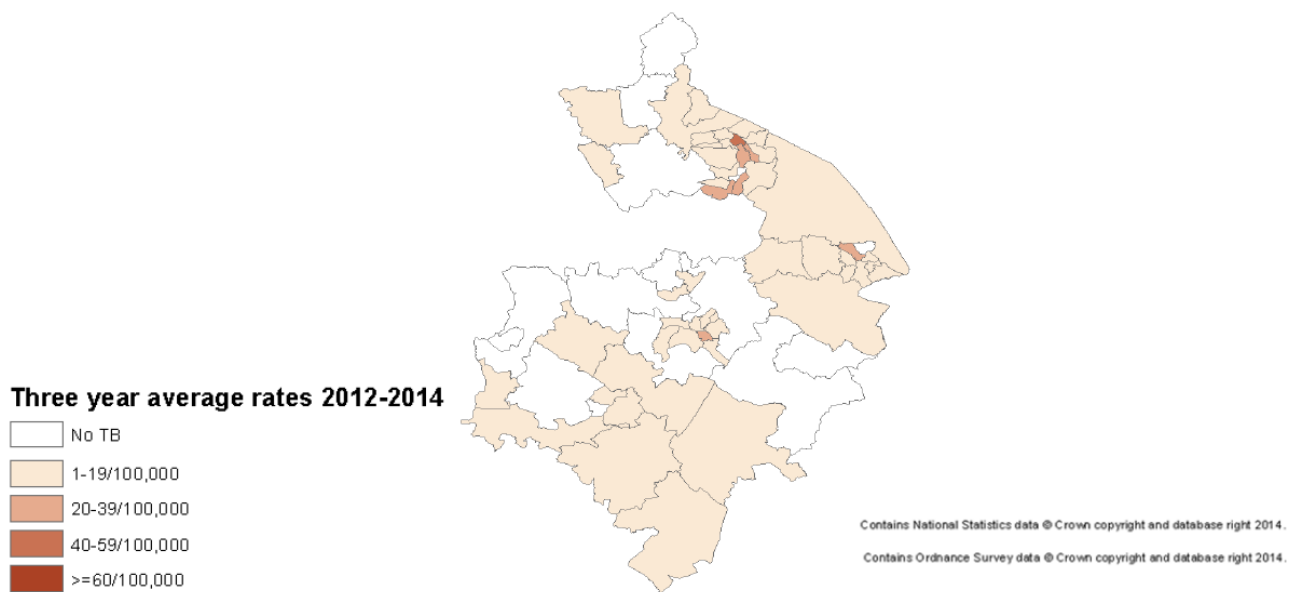 Three year average rates 2012-2014
No TB
1-19/100,000
20-39/100,000
40-59/100,000
>=60/100,000
Contains National Statistics data © Crown copyright and database right 2014.
Contains Ordnance Survey data © Crown copyright and database right 2014.